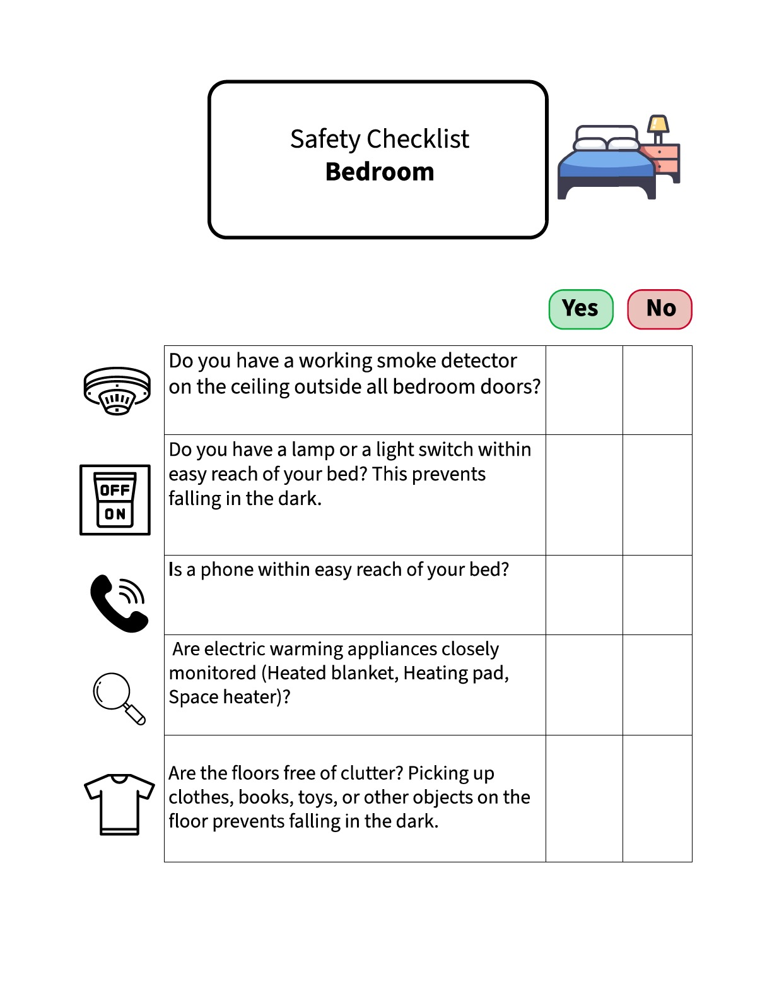 Safety Checklist
Bedroom
Yes No
Do you have a working smoke detector
on the ceiling outside all bedroom doors?
Do you have a lamp or a light switch within
easy reach of your bed? This prevents
falling in the dark.
OFF
ON
Is a phone within easy reach of your bed?
Are electric warming appliances closely
monitored (Heated blanket, Heating pad,
Space heater)?
Are the floors free of clutter? Picking up
clothes, books, toys, or other objects on the
floor prevents falling in the dark.